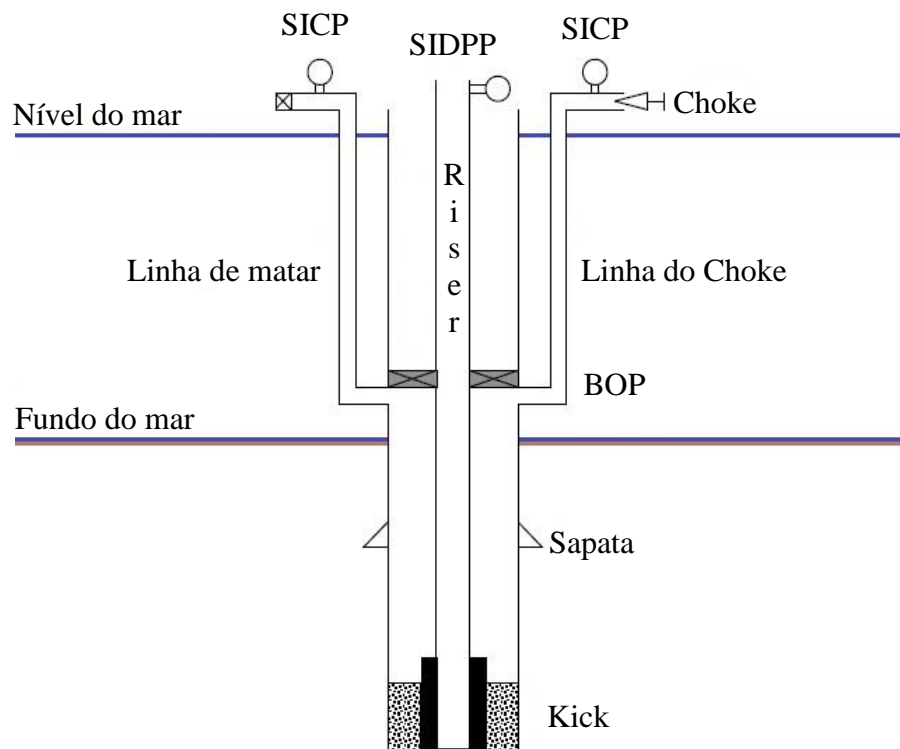 SICP
SIDPP
SICP
Nível do mar
Choke
Riser
Linha de matar
Linha do Choke
BOP
Fundo do mar
Sapata
Kick